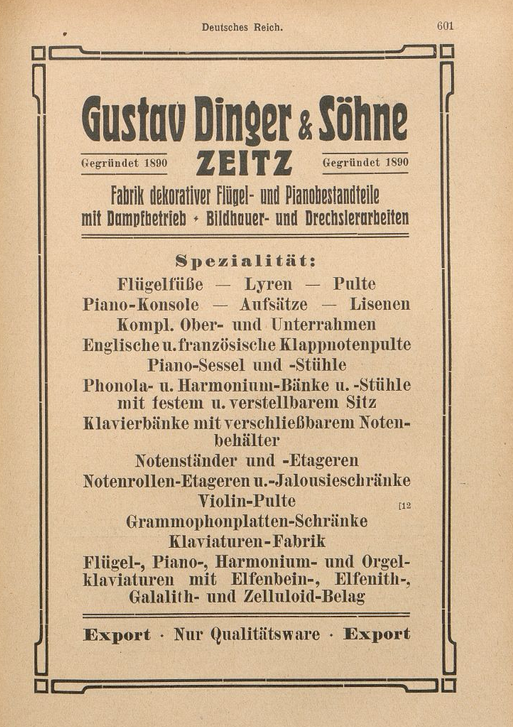 Deutsches Reich.
601
Gustav Dinger & Söhne
Gegründet 1890 ZEITZ Gegründet 1890
Fabrik dekorativer Flügel- und Pianobestandteile
mit Dampfbetrieb • Bildhauer- und Drechslerarbeiten
Spezialität:
Flügelfüße — Lyren — Pulte
Piano-Konsole — Aufsätze — Lisenen
Kompl. Ober- und Unterrahmen
Englische u. französische Klappnotenpulte
Piano-Sessel und -Stühle
Phonola- u. Harmonium-Bänke u. -Stühle
mit festem u. verstellbarem Sitz
Klavierbänke mit verschließbarem Noten-
behälter
Notenständer und -Etageren
Notenrollen-Etageren u.-Jalousieschränke
Violin-Pulte
[12
Grammophonplatten-Schränke
Klaviaturen-Fabrik
Flügel-, Piano-, Harmonium- und Orgel-
klaviaturen mit Elfenbein-, Elfenith-,
Galalith- und Zelluloid-Belag
Export · Nur Qualitätsware · Export